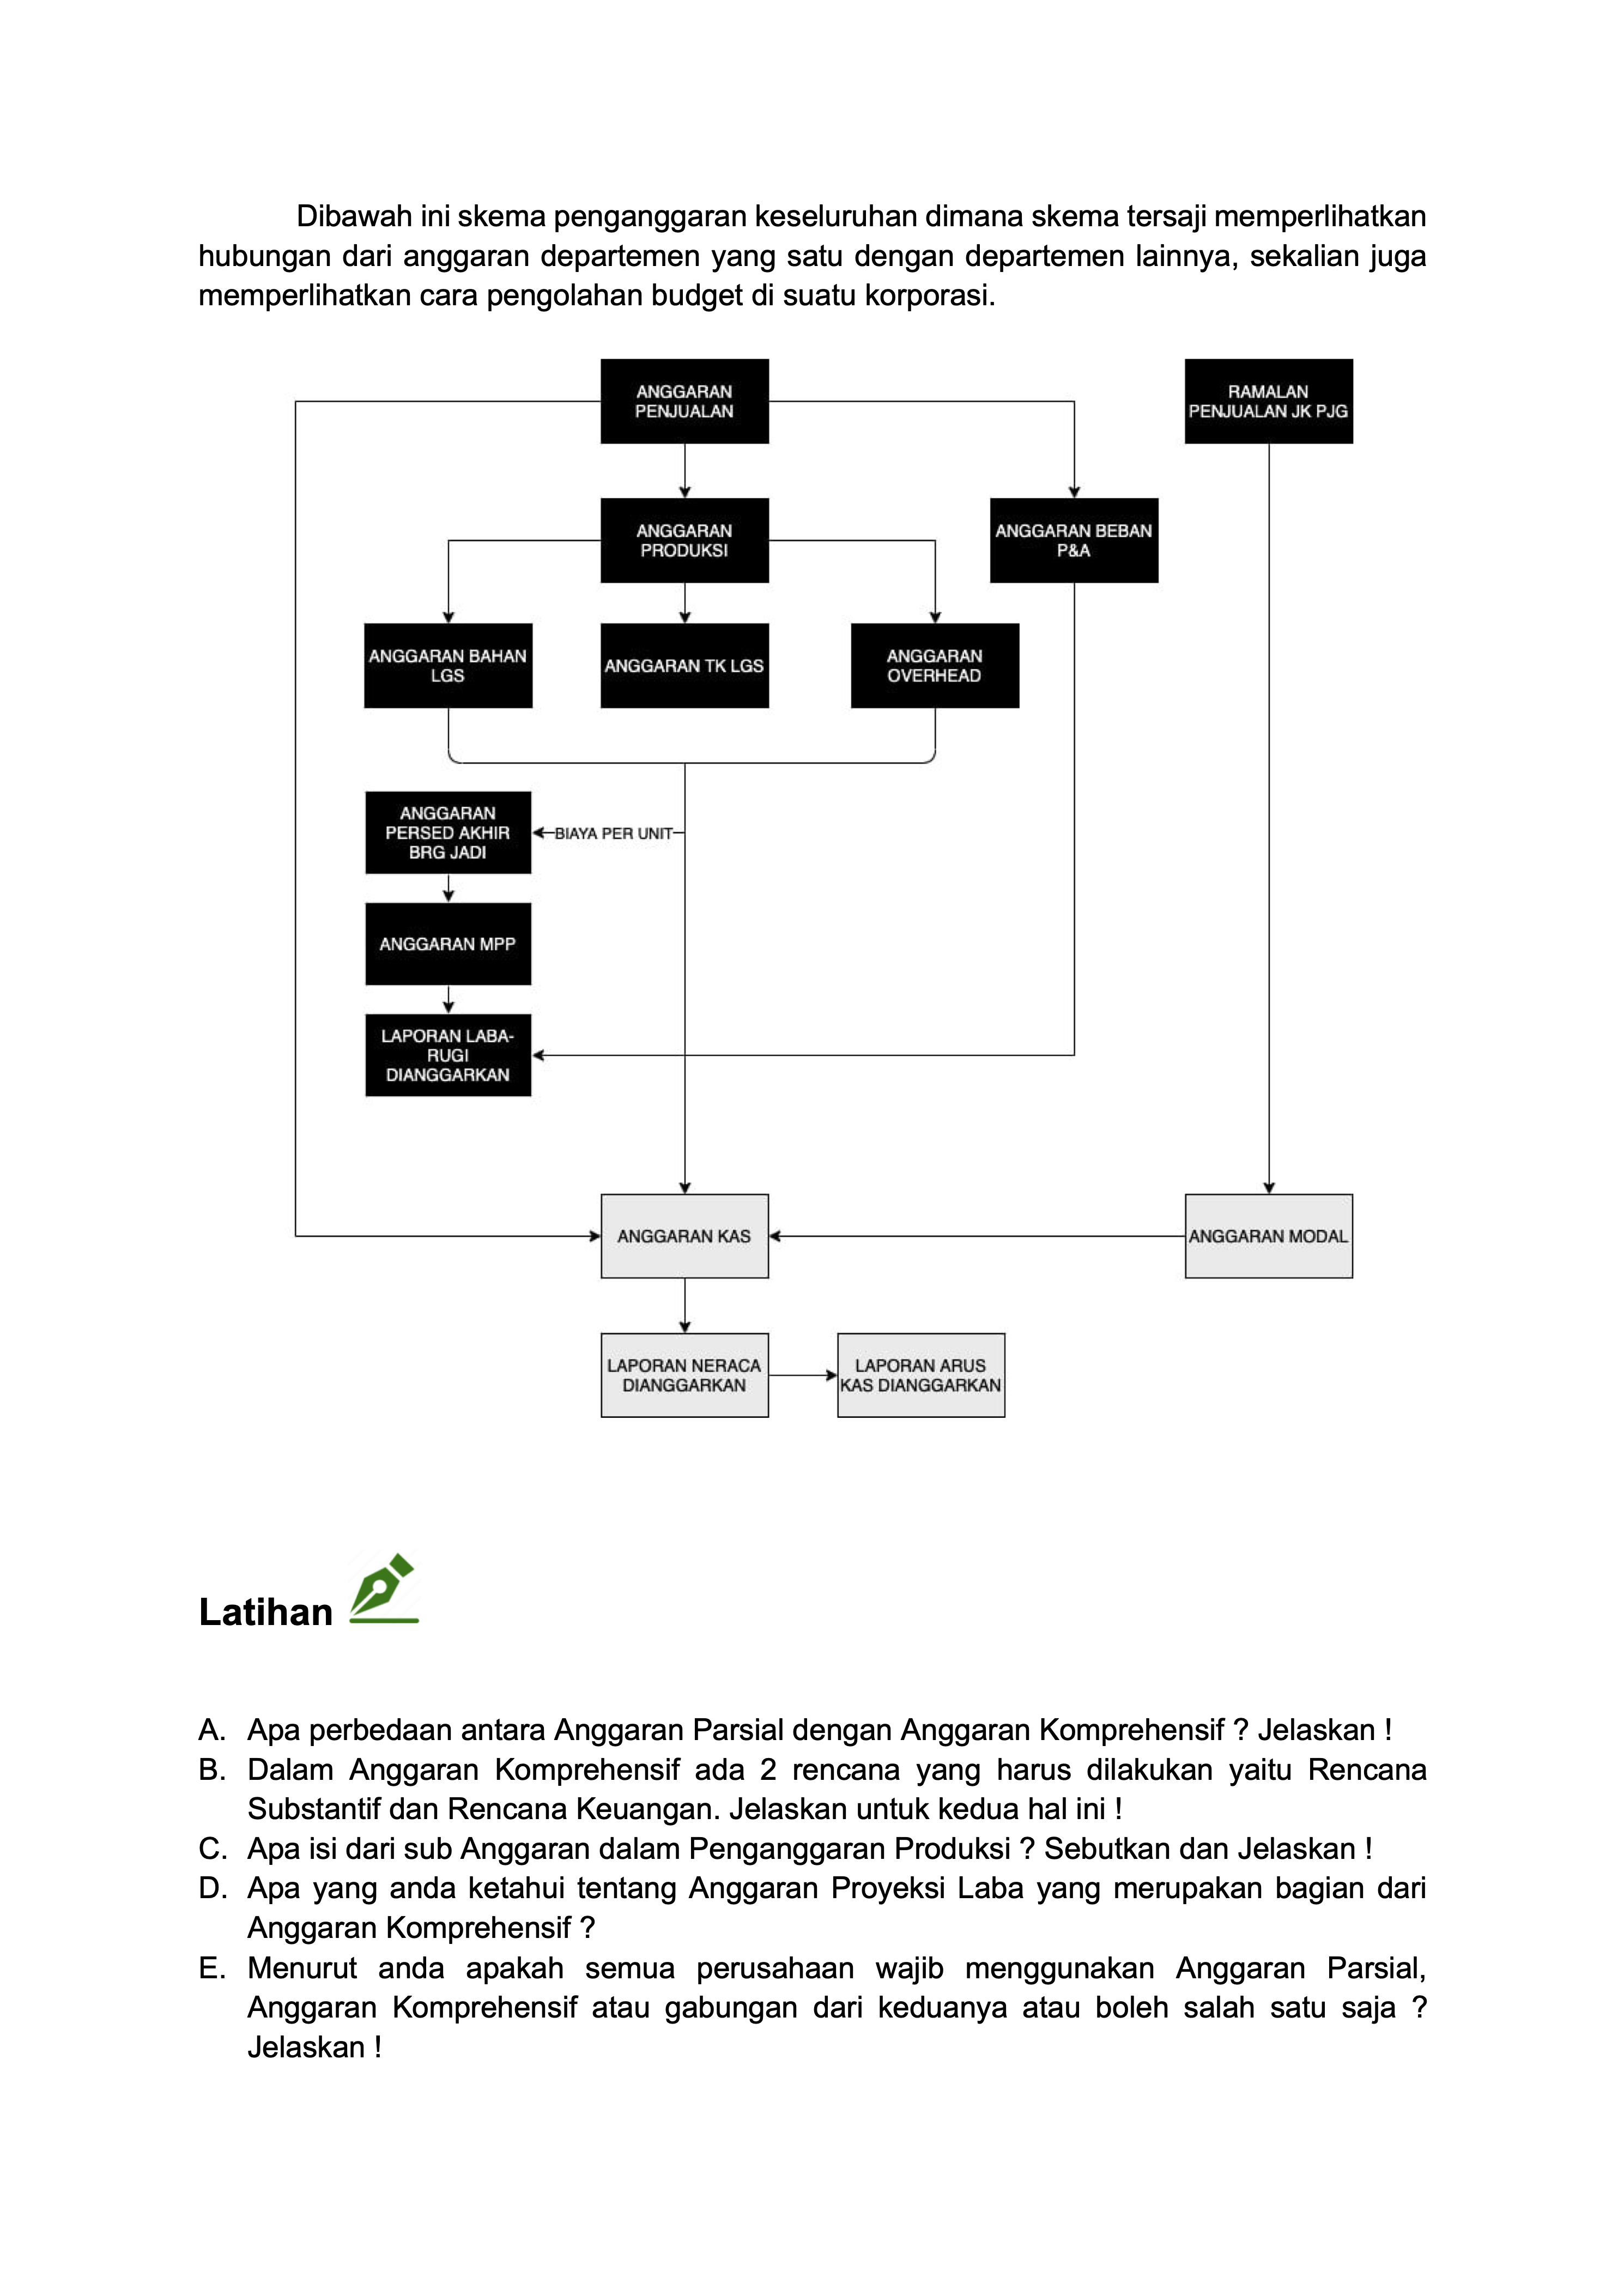 Dibawah ini skema penganggaran keseluruhan dimana skema tersaji memperlihatkan
hubungan dari anggaran departemen yang satu dengan departemen lainnya, sekalian juga
memperlihatkan cara pengolahan budget di suatu korporasi.
ANGGARAN
PENJUALAN
RAMALAN
PENJUALAN JK PJG
ANGGARAN
PRODUKSI
ANGGARAN BEBAN
P&A
ANGGARAN BAHAN
LGS
ANGGARAN TK LGS
ANGGARAN
OVERHEAD
ANGGARAN
PERSED AKHIR
BRG JADI
BIAYA PER UNIT
ANGGARAN MPP
LAPORAN LABA-
RUGI
DIANGGARKAN
ANGGARAN KAS
ANGGARAN MODAL
LAPORAN NERACA
DIANGGARKAN
LAPORAN ARUS
KAS DIANGGARKAN
Latihan
A. Apa perbedaan antara Anggaran Parsial dengan Anggaran Komprehensif ? Jelaskan !
B. Dalam Anggaran Komprehensif ada 2 rencana yang harus dilakukan yaitu Rencana
Substantif dan Rencana Keuangan. Jelaskan untuk kedua hal ini !
C. Apa isi dari sub Anggaran dalam Penganggaran Produksi ? Sebutkan dan Jelaskan !
D. Apa yang anda ketahui tentang Anggaran Proyeksi Laba yang merupakan bagian dari
Anggaran Komprehensif ?
E. Menurut anda apakah semua perusahaan wajib menggunakan Anggaran Parsial,
Anggaran Komprehensif atau gabungan dari keduanya atau boleh salah satu saja ?
Jelaskan !